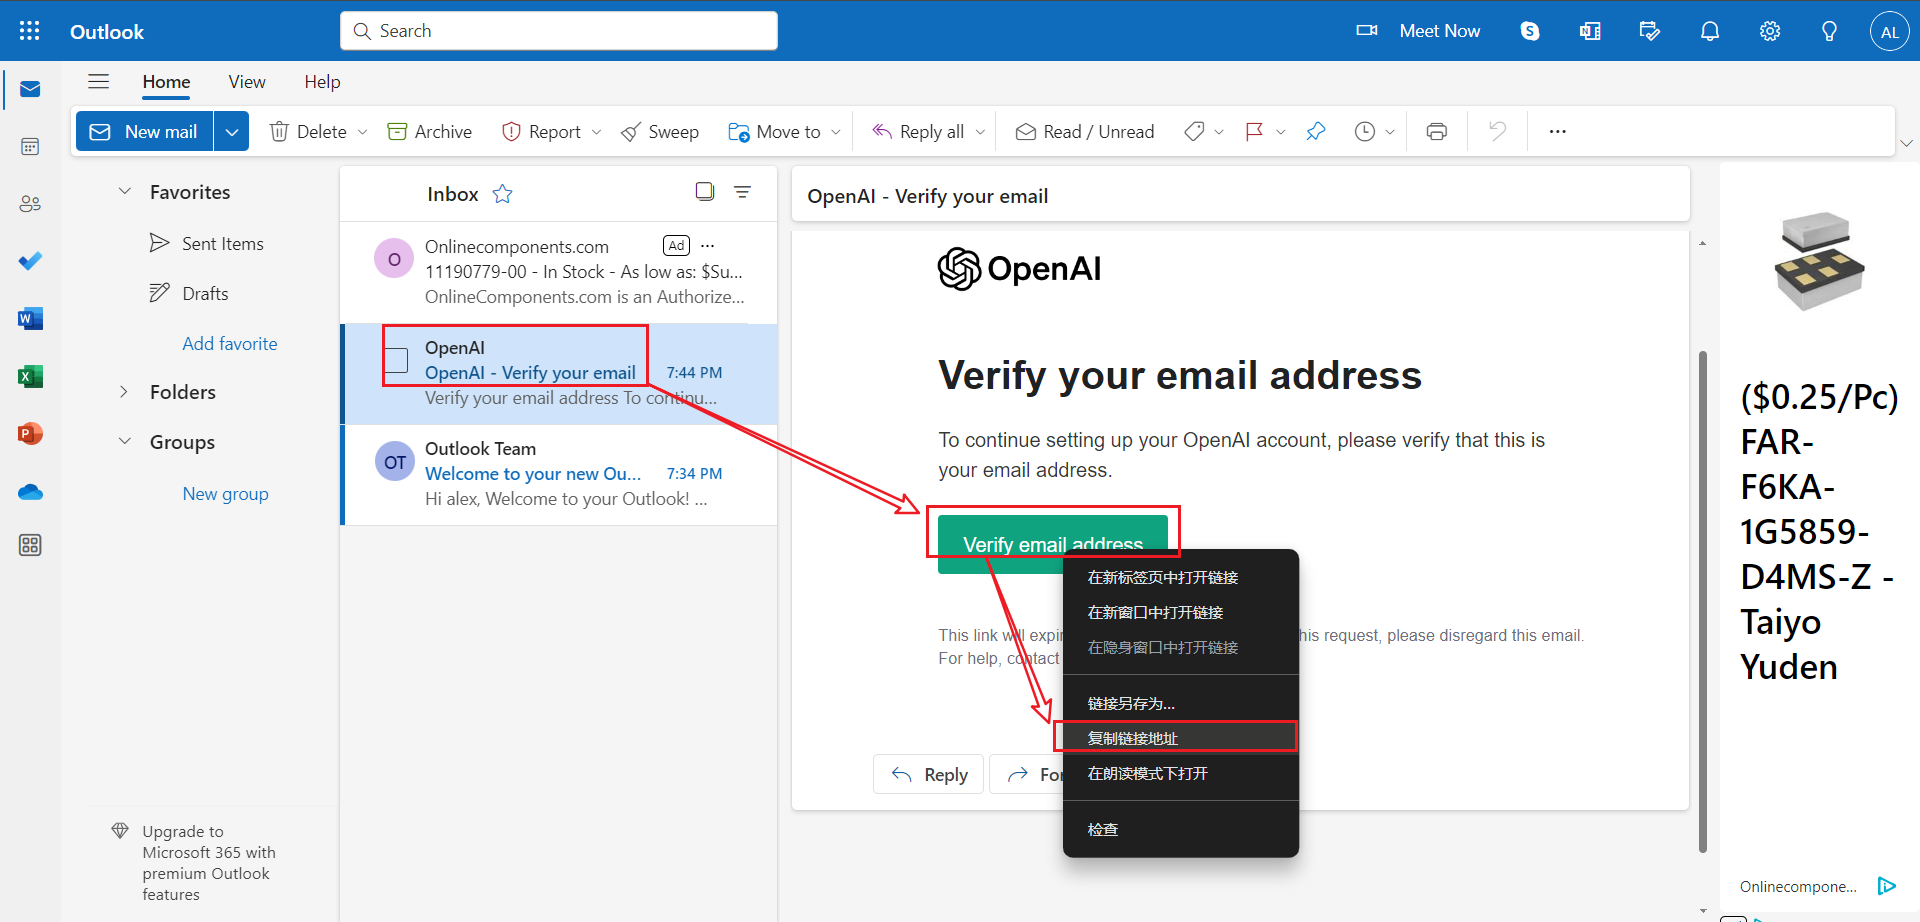 Outlook
Search
Meet Now
AL
Home
View
Help
New mail
Delete
Archive
Report
Sweep
Move to
Reply all
Read / Unread
Favorites
Sent Items
Drafts
Add favorite
Folders
Groups
New group
Upgrade to
Microsoft 365 with
premium Outlook
features
Inbox
O
Onlinecomponents.com
Ad
11190779-00 - In Stock - As low as: $Su...
OnlineComponents.com is an Authorize...
OpenAI
OpenAI - Verify your email
7:44 PM
Verify your email address To continu...
OT
Outlook Team
Welcome to your new Ou...
7:34 PM
Hi alex, Welcome to your Outlook! ...
OpenAI - Verify your email
OpenAI
Verify your email address
To continue setting up your OpenAI account, please verify that this is
your email address.
Verify email address
This link will expi
his request, please disregard this email.
For help, contact
在新标签页中打开链接
在新窗口中打开链接
在隐身窗口中打开链接
链接另存为...
复制链接地址
在朗读模式下打开
检查
Reply
For
($0.25/Pc)
FAR-
F6KA-
1G5859-
D4MS-Z -
Taiyo
Yuden
Onlinecompone...